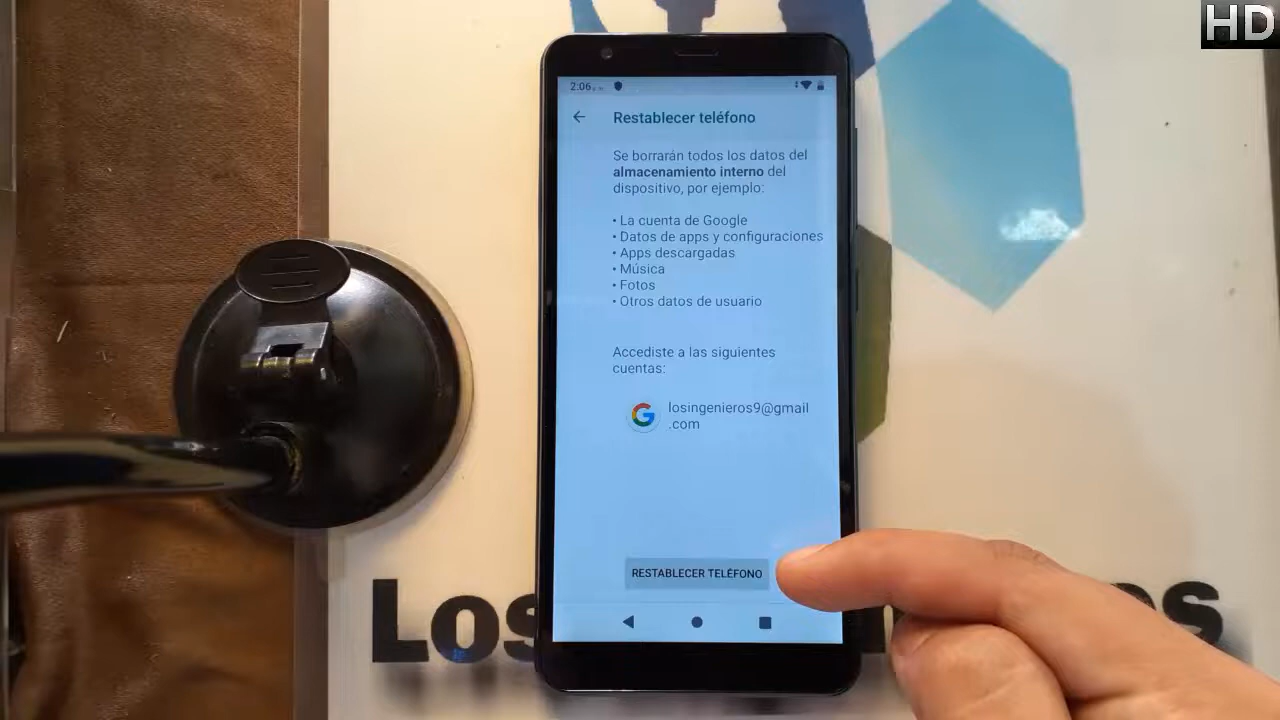 HD
2:06
Restablecer teléfono
Se borrarán todos los datos del
almacenamiento interno del
dispositivo, por ejemplo:
• La cuenta de Google
• Datos de apps y configuraciones
• Apps descargadas
• Música
• Fotos
• Otros datos de usuario
Accediste a las siguientes
cuentas:
G losingenieros9@gmail
.com
RESTABLECER TELÉFONO
Los